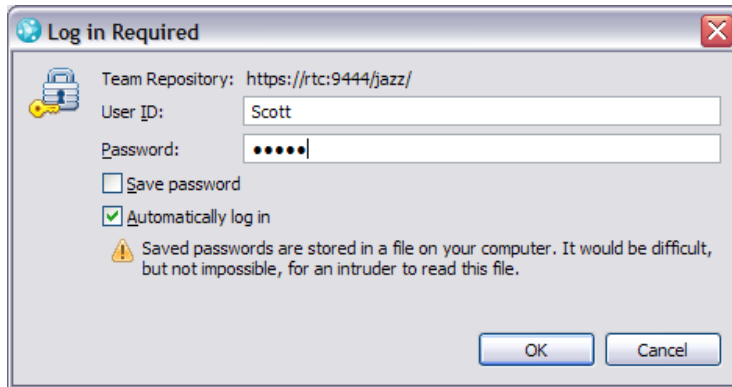 Log in Required
Team Repository: https://rtc:9444/jazz/
User ID: Scott
Password: •••••
Save password
Automatically log in
Saved passwords are stored in a file on your computer. It would be difficult,
but not impossible, for an intruder to read this file.
OK Cancel